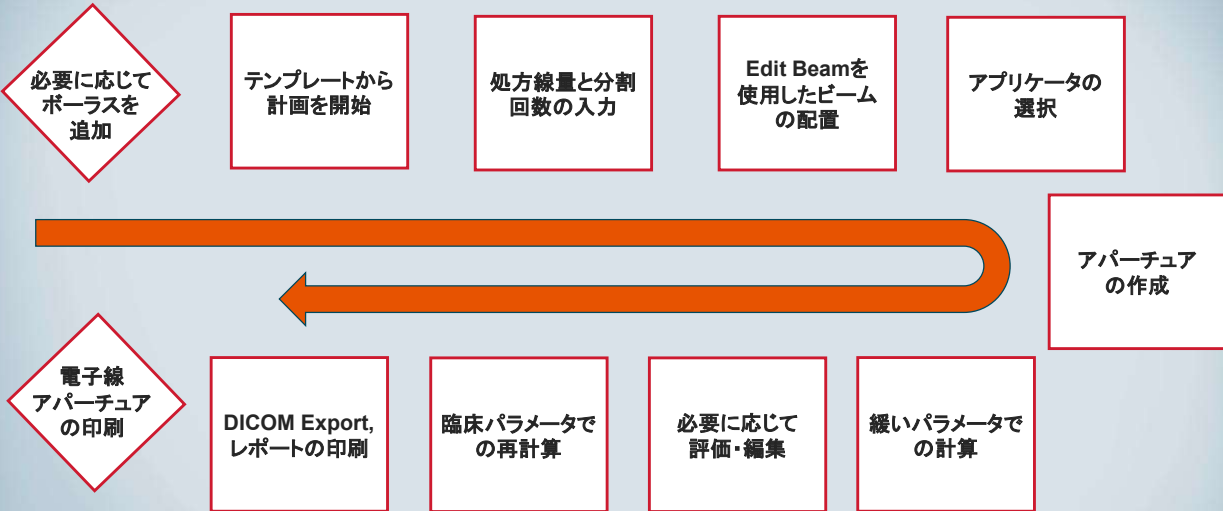 必要に応じて
ボーラスを
追加
テンプレートから
計画を開始
処方線量と分割
回数の入力
Edit Beamを
使用したビーム
の配置
アプリケータの
選択
アパーチュア
の作成
緩いパラメータで
の計算
必要に応じて
評価・編集
臨床パラメータで
の再計算
DICOM Export,
レポートの印刷
電子線
アパーチュア
の印刷